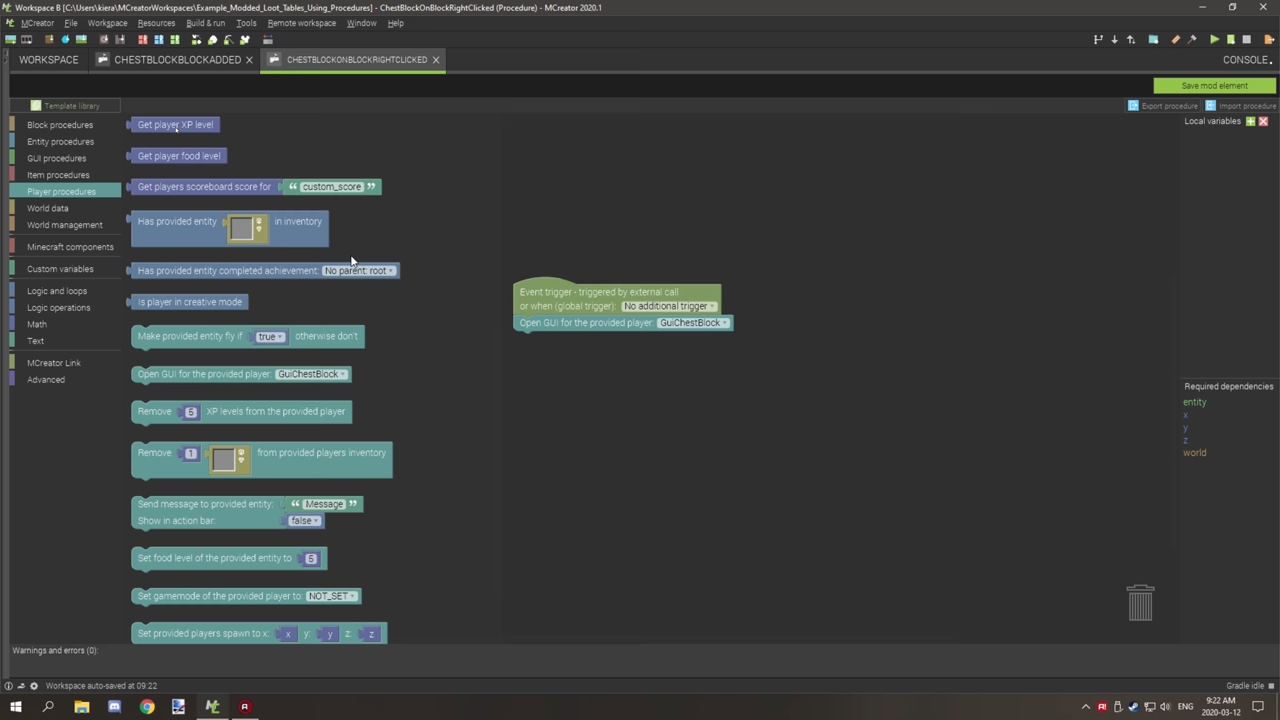 Workspace B [C:\Users\kiera\MCreatorWorkspaces\Example_Modded_Loot_Tables_Using_Procedures] - ChestBlockOnBlockRightClicked (Procedure) - MCreator 2020.1
MCreator File Workspace Resources Build & run Tools Remote workspace Window Help
WORKSPACE CHESTBLOCKBLOCKADDED CHESTBLOCKONBLOCKRIGHTCLICKED CONSOLE
Save mod element
Template library Export procedure Import procedure
Block procedures
Entity procedures
GUI procedures
Item procedures
Player procedures
World data
World management
Minecraft components
Custom variables
Logic and loops
Logic operations
Math
Text
MCreator Link
Advanced
Get player XP level
Get player food level
Get players scoreboard score for “ custom_score ”
Has provided entity in inventory
Has provided entity completed achievement: No parent: root
Is player in creative mode
Make provided entity fly if true otherwise don't
Open GUI for the provided player: GuiChestBlock
Remove 5 XP levels from the provided player
Remove 1 from provided players inventory
Send message to provided entity: “ Message ”
Show in action bar: false
Set food level of the provided entity to 5
Set gamemode of the provided player to: NOT_SET
Set provided players spawn to x: x y: y z: z
Event trigger - triggered by external call
or when (global trigger): No additional trigger
Open GUI for the provided player: GuiChestBlock
Local variables
Required dependencies
entity
x
y
z
world
Warnings and errors (0):
Workspace auto-saved at 09:22 Gradle idle
ENG 9:22 AM
2020-03-12